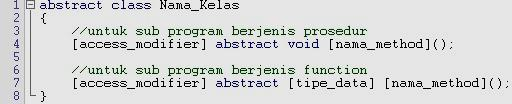 1 abstract class Nama_Kelas
2 {
3 //untuk sub program berjenis prosedur
4 [access_modifier] abstract void [nama_method]();
5
6 //untuk sub program berjenis function
7 [access_modifier] abstract [tipe_data] [nama_method]();
8 }